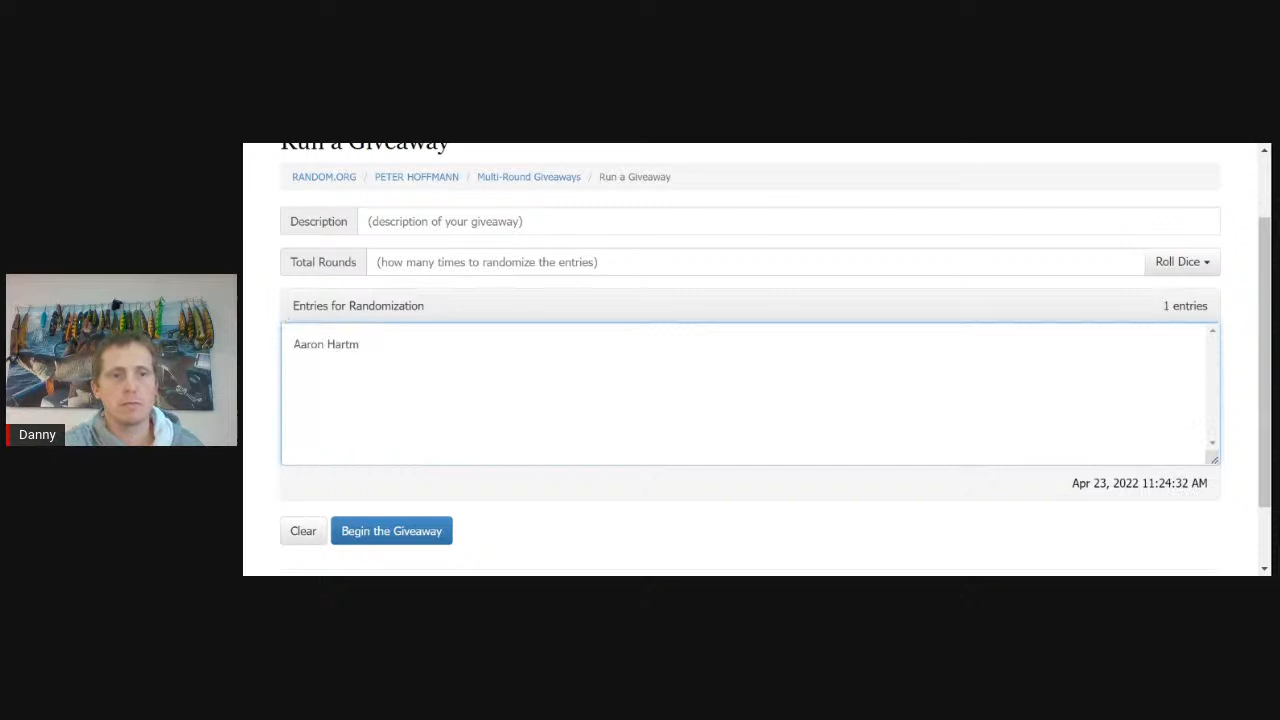 Run a Giveaway
RANDOM.ORG / PETER HOFFMANN / Multi-Round Giveaways / Run a Giveaway
Description (description of your giveaway)
Total Rounds (how many times to randomize the entries) Roll Dice
Entries for Randomization 1 entries
Aaron Hartm
Danny
Apr 23, 2022 11:24:32 AM
Clear Begin the Giveaway